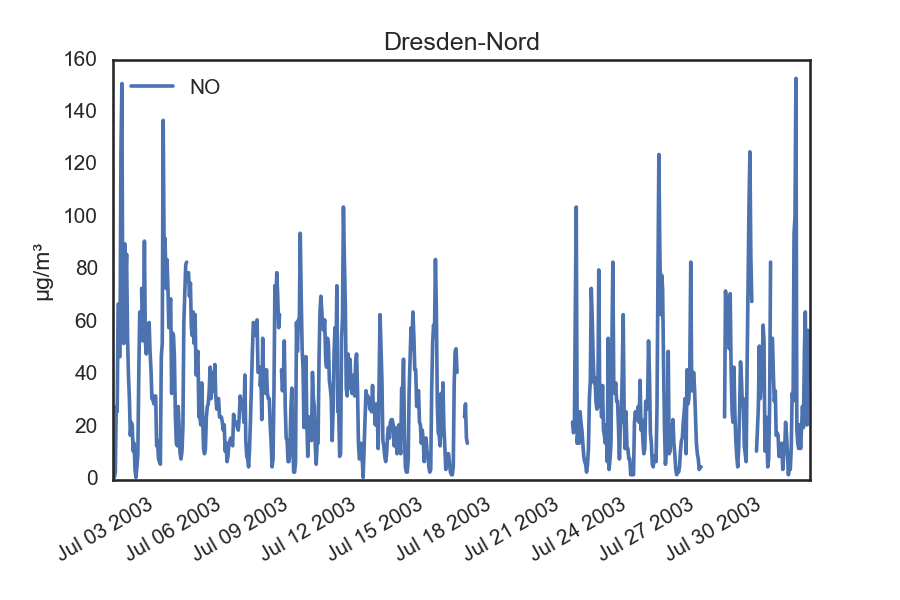 Dresden-Nord
160
140
120
100
80
60
40
20
0
µg/m³
NO
Jul 03 2003
Jul 06 2003
Jul 09 2003
Jul 12 2003
Jul 15 2003
Jul 18 2003
Jul 21 2003
Jul 24 2003
Jul 27 2003
Jul 30 2003